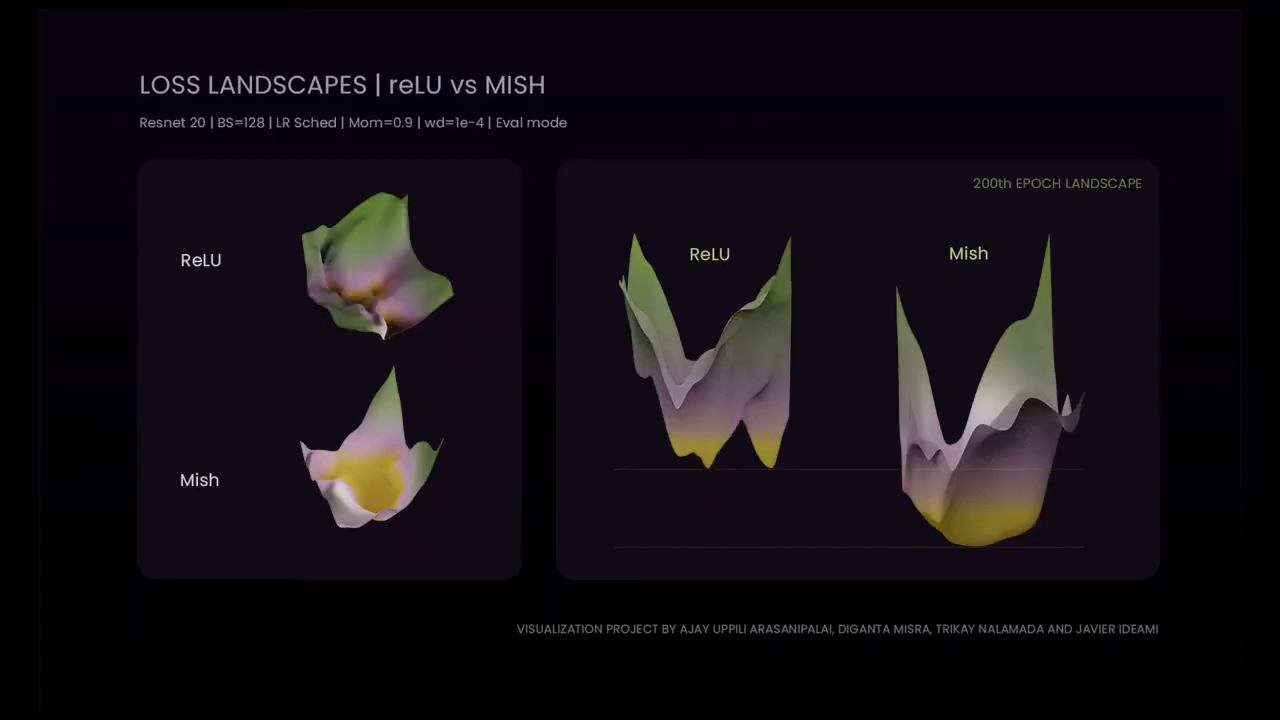 LOSS LANDSCAPES | reLU vs MISH
Resnet 20 | BS=128 | LR Sched | Mom=0.9 | wd=1e-4 | Eval mode
ReLU
Mish
200th EPOCH LANDSCAPE
ReLU
Mish
VISUALIZATION PROJECT BY AJAY UPPILI ARASANIPALAI, DIGANTA MISRA, TRIKAY NALAMADA AND JAVIER IDEAMI